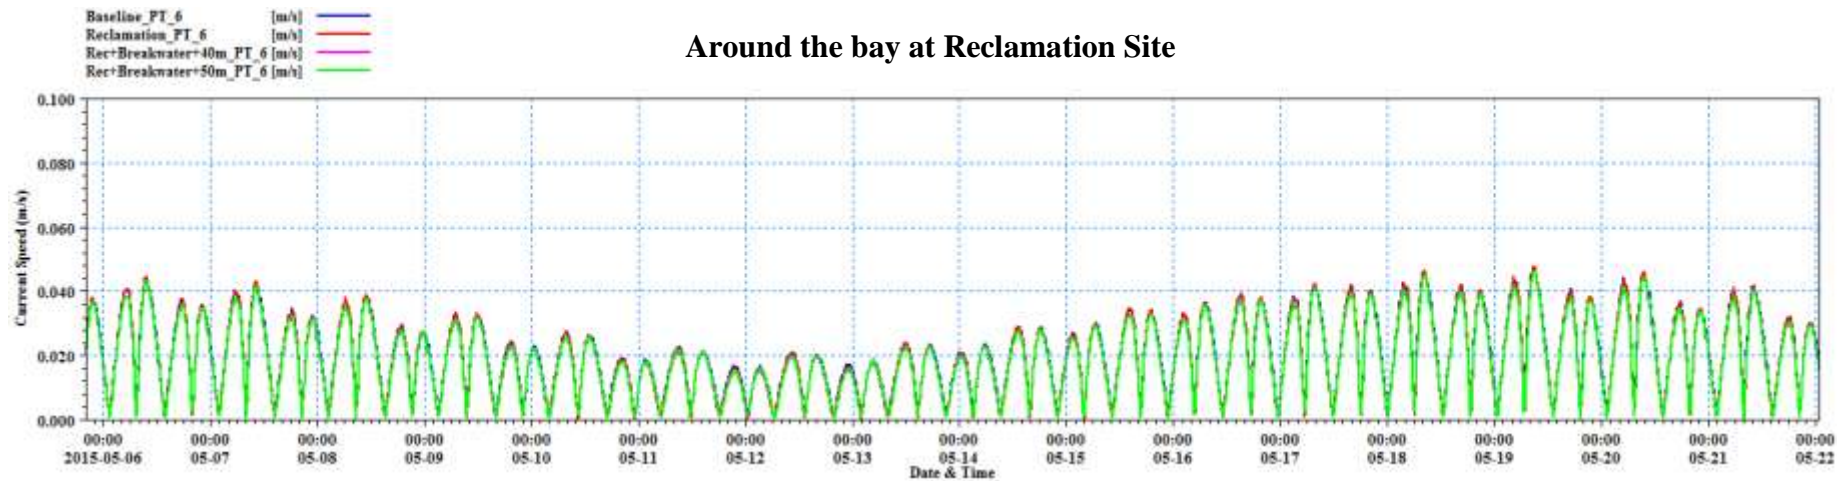 Baseline_PT_6 [m/s]
Reclamation_PT_6 [m/s]
Rec+Breakwater+40m_PT_6 [m/s]
Rec+Breakwater+50m_PT_6 [m/s]
Around the bay at Reclamation Site
Current Speed (m/s)
0.100
0.080
0.060
0.040
0.020
0.000
00:00 00:00 00:00 00:00 00:00 00:00 00:00 00:00 00:00 00:00 00:00 00:00 00:00 00:00 00:00 00:00 00:00
2015-05-06 05-07 05-08 05-09 05-10 05-11 05-12 05-13 05-14 05-15 05-16 05-17 05-18 05-19 05-20 05-21 05-22
Date & Time